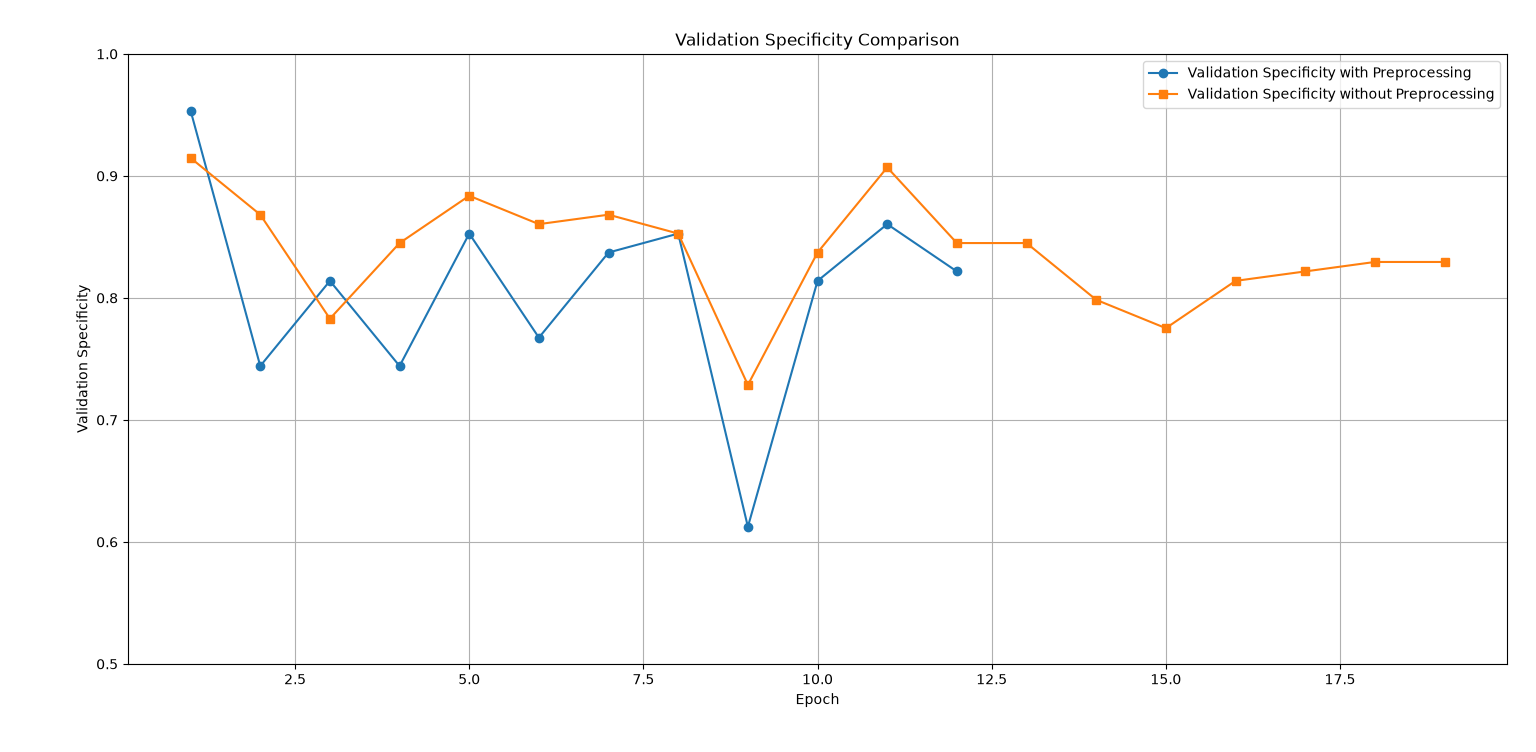 Validation Specificity Comparison
Validation Specificity with Preprocessing
Validation Specificity without Preprocessing
Validation Specificity
1.0
0.9
0.8
0.7
0.6
0.5
2.5 5.0 7.5 10.0 12.5 15.0 17.5
Epoch